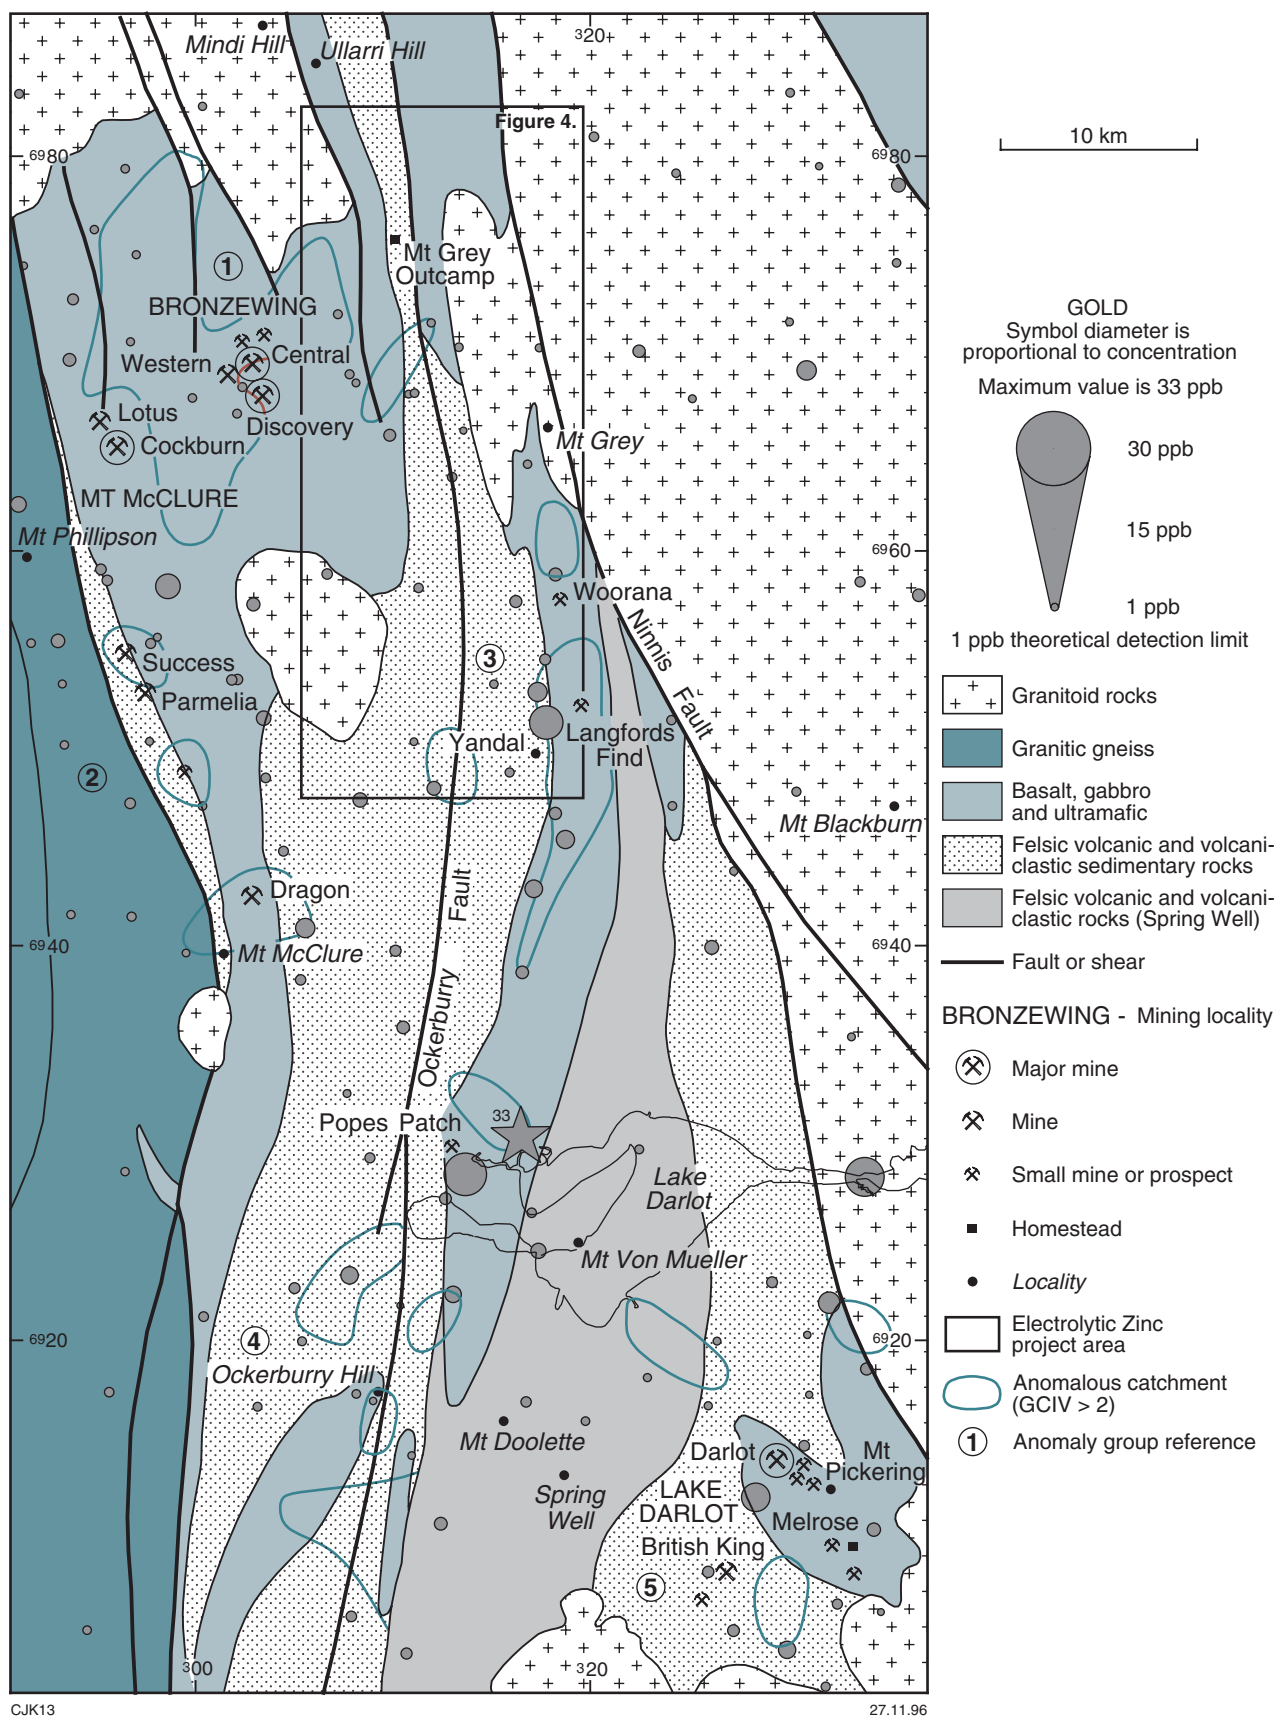 Mindi Hill
Ullarri Hill
320
Figure 4.
6980
6980
10 km
Mt Grey
Outcamp
1
BRONZEWING
Western
Central
Lotus
Discovery
Cockburn
Mt Grey
MT McCLURE
Mt Phillipson
6960
Woorana
Ninnis
Fault
3
Success
Parmelia
Yandal
Langfords
Find
2
Mt Blackburn
Dragon
Fault
6940
6940
Mt McClure
Ockerburry
Popes Patch
33
Lake
Darlot
Mt Von Mueller
4
6920
Ockerburry Hill
Mt Doolette
Darlot
Mt
Pickering
Spring
Well
LAKE
DARLOT
Melrose
British King
5
300
320
CJK13
27.11.96
GOLD
Symbol diameter is
proportional to concentration
Maximum value is 33 ppb
30 ppb
15 ppb
1 ppb
1 ppb theoretical detection limit
Granitoid rocks
Granitic gneiss
Basalt, gabbro
and ultramafic
Felsic volcanic and volcani-
clastic sedimentary rocks
Felsic volcanic and volcani-
clastic rocks (Spring Well)
Fault or shear
BRONZEWING - Mining locality
Major mine
Mine
Small mine or prospect
Homestead
Locality
6920
Electrolytic Zinc
project area
Anomalous catchment
(GCIV > 2)
1 Anomaly group reference